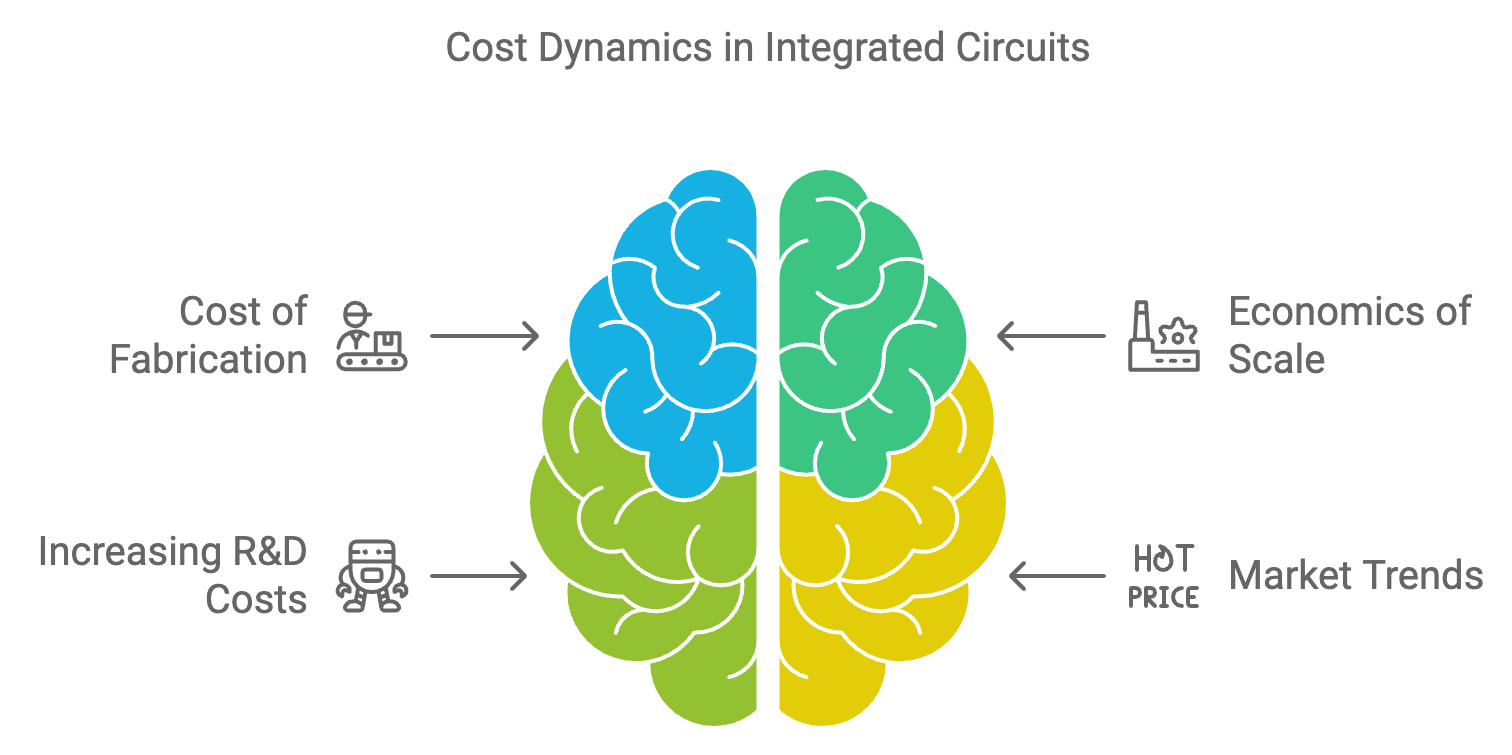 Cost Dynamics in Integrated Circuits
Cost of
Fabrication
Economics of
Scale
Increasing R&D
Costs
HOT
PRICE
Market Trends